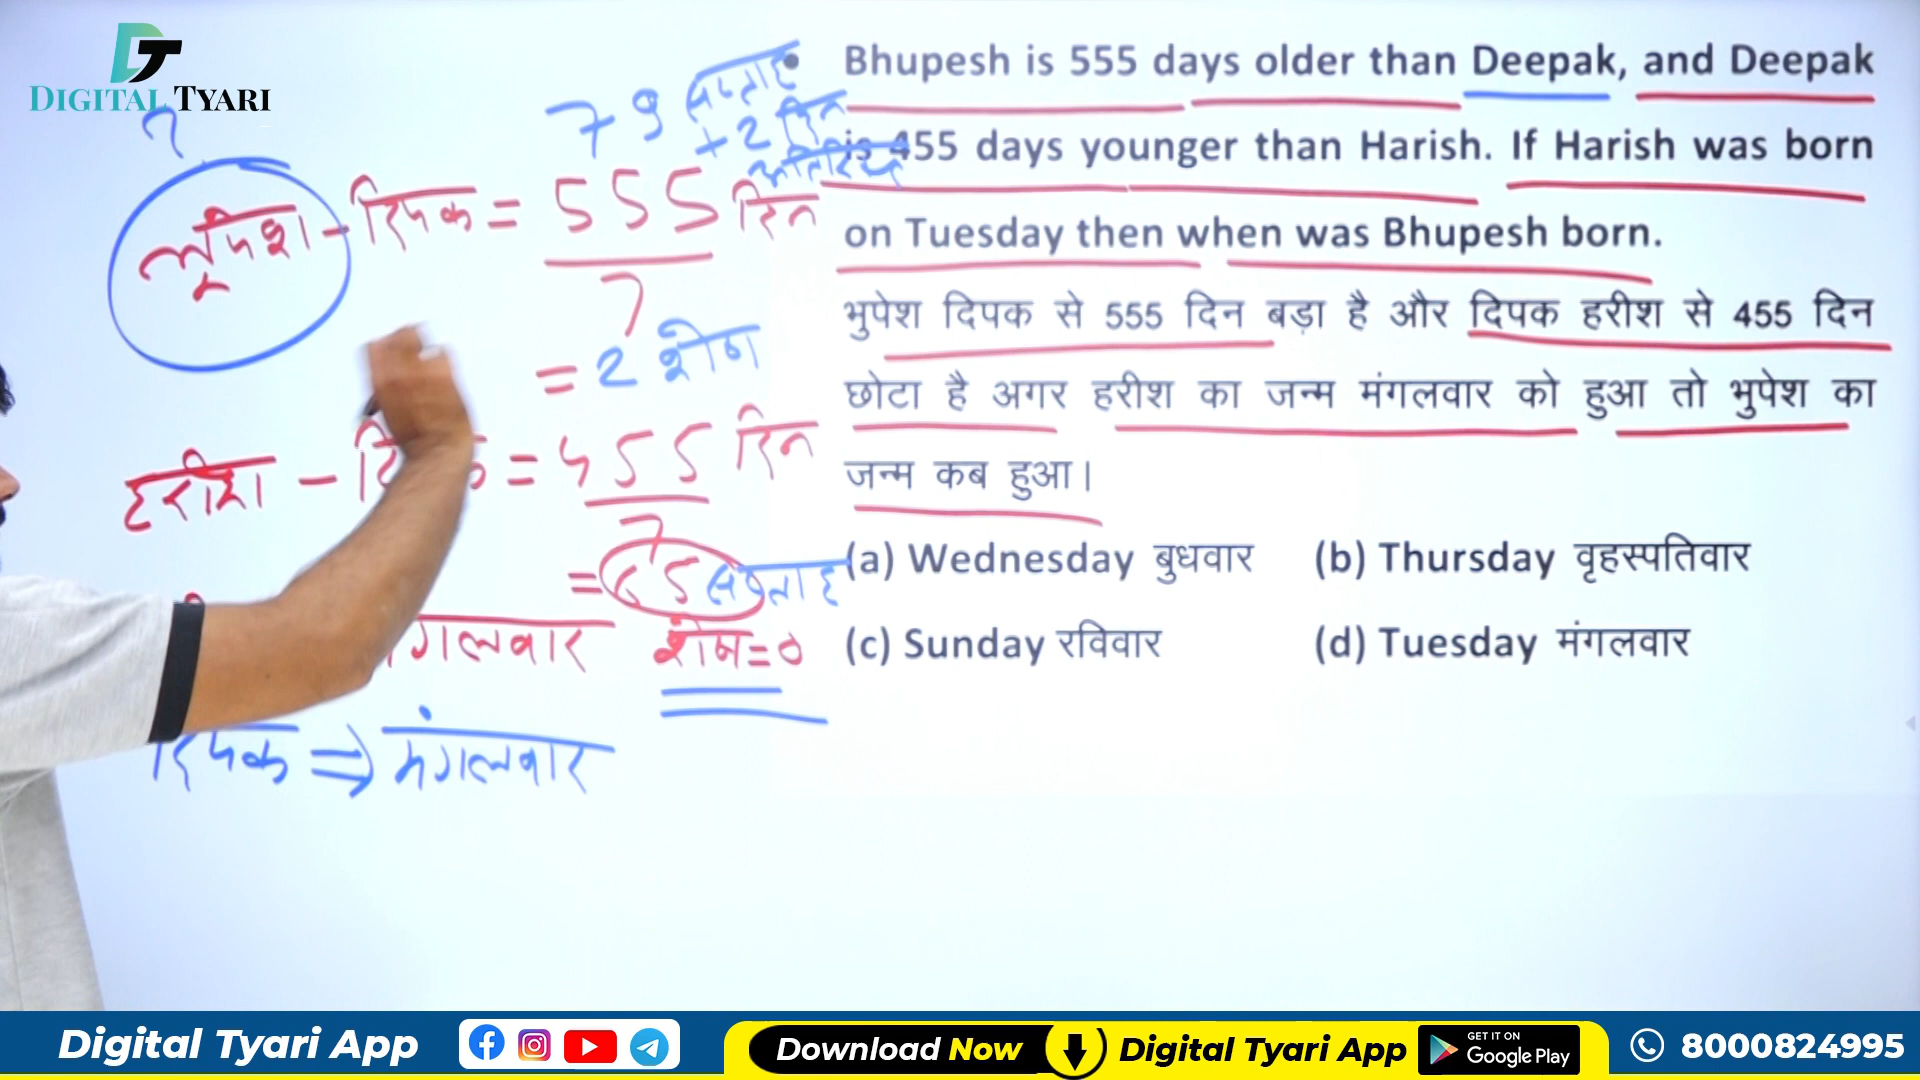 DIGITAL TYARI
Bhupesh is 555 days older than Deepak, and Deepak
is 455 days younger than Harish. If Harish was born
on Tuesday then when was Bhupesh born.
भुपेश दिपक से 555 दिन बड़ा है और दिपक हरीश से 455 दिन
छोटा है अगर हरीश का जन्म मंगलवार को हुआ तो भुपेश का
जन्म कब हुआ।
(a) Wednesday बुधवार (b) Thursday वृहस्पतिवार
(c) Sunday रविवार (d) Tuesday मंगलवार
79 सप्ताह
+ 2 दिन
अतिरिक्त
भूपेश - दिपक = 555 दिन
7
= 2 शेष
हरीश - = 455 दिन
7
= 65 सप्ताह
शेष = 0
दिपक ⇒ मंगलवार
Digital Tyari App
Download Now
Digital Tyari App
GET IT ON
Google Play
8000824995